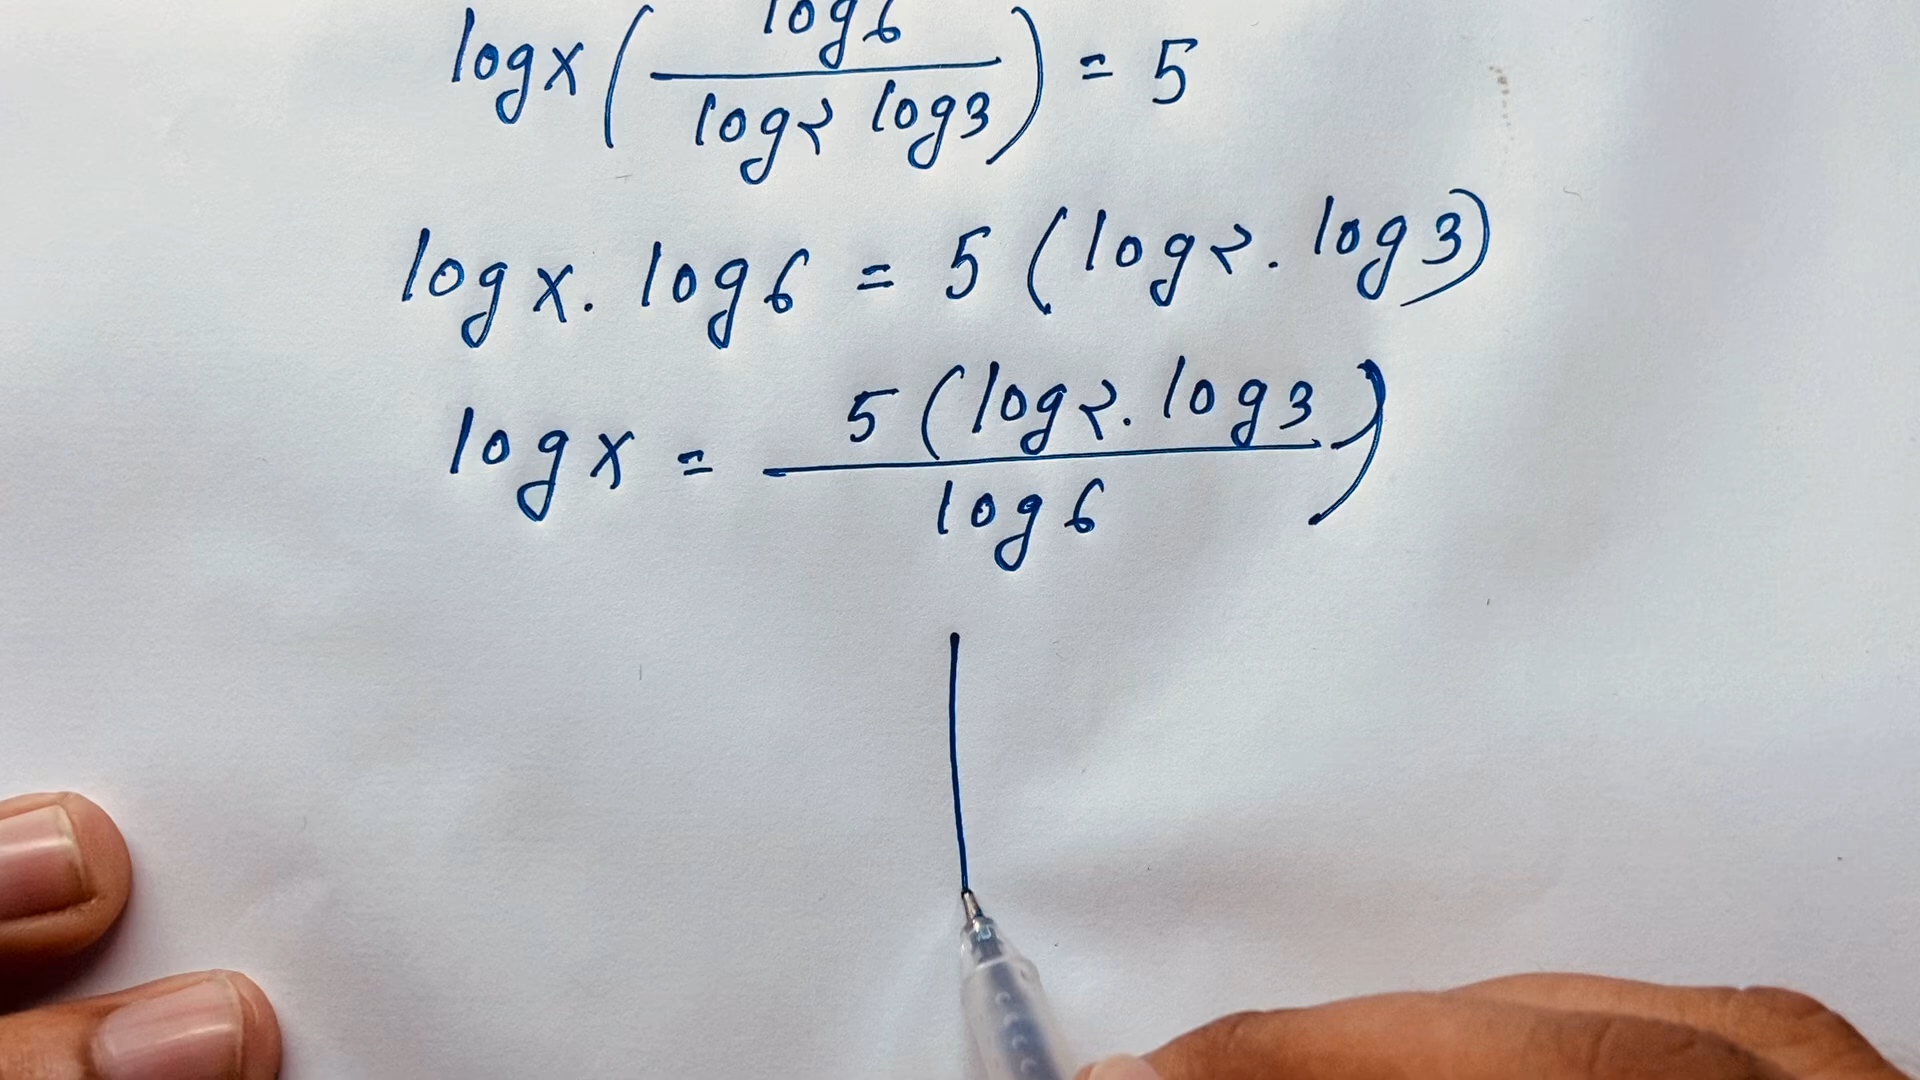 logx(log6/(log2 log3)) = 5
logx. log6 = 5(log2. log3)
logx = 5(log2. log3)/log6